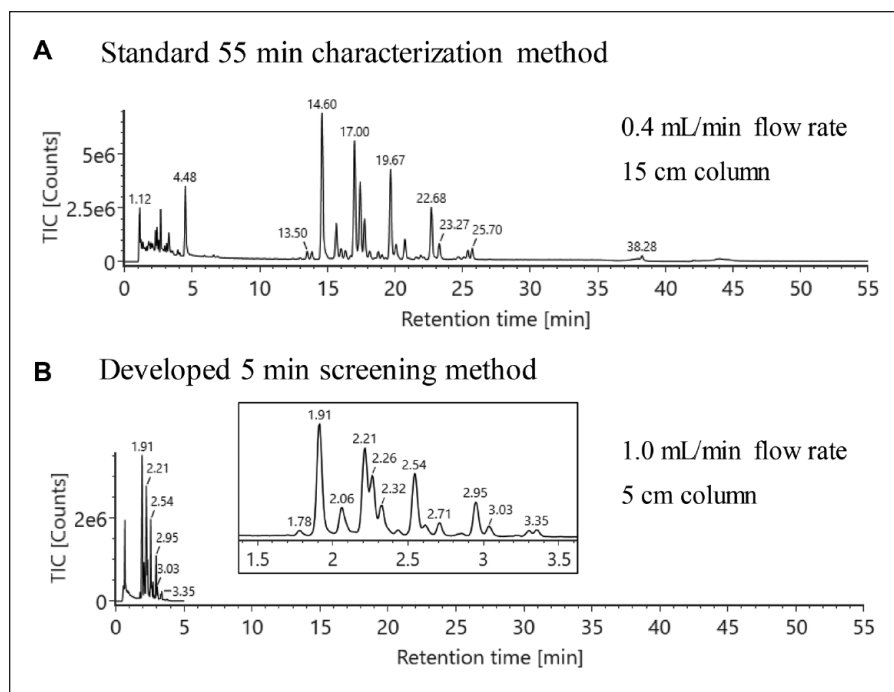 A Standard 55 min characterization method
0.4 mL/min flow rate
15 cm column
TIC [Counts]
5e6
2.5e6
0
1.12
4.48
13.50
14.60
17.00
19.67
22.68
23.27
25.70
38.28
0 5 10 15 20 25 30 35 40 45 50 55
Retention time [min]
B Developed 5 min screening method
1.0 mL/min flow rate
5 cm column
TIC [Counts]
2e6
0
1.91
2.21
2.54
2.95
3.03
3.35
1.91
2.21
2.26
2.06
2.32
2.54
1.78
2.71
2.95
3.03
3.35
1.5 2 2.5 3 3.5
0 5 10 15 20 25 30 35 40 45 50 55
Retention time [min]